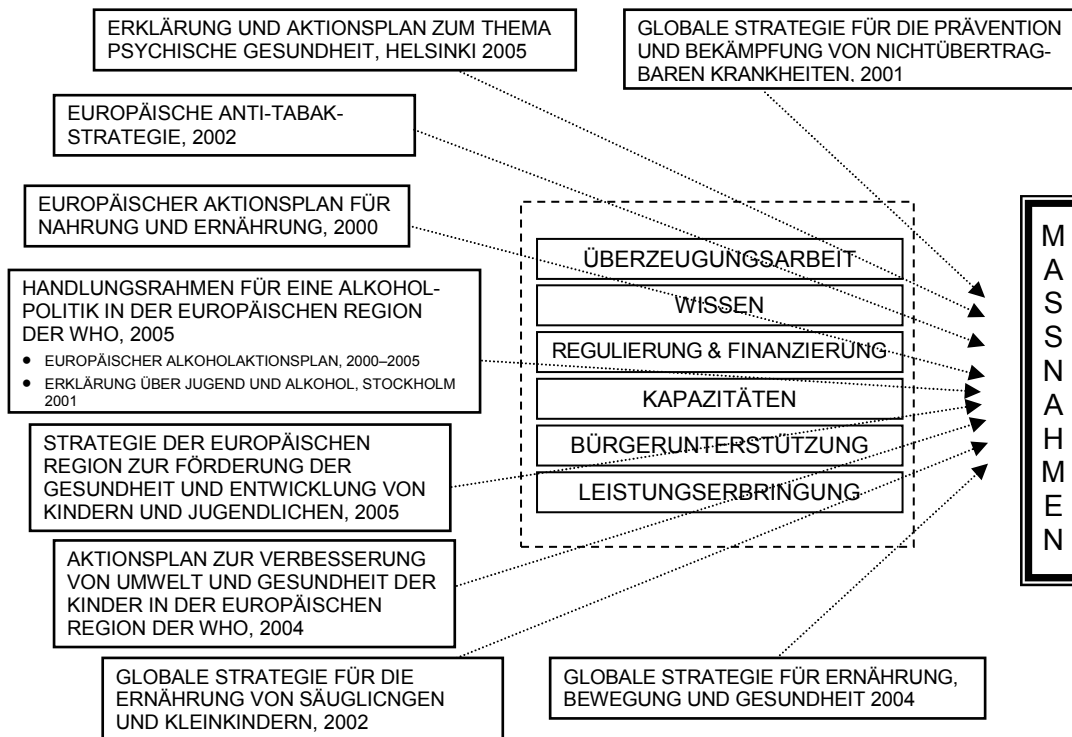 ERKLÄRUNG UND AKTIONSPLAN ZUM THEMA
PSYCHISCHE GESUNDHEIT, HELSINKI 2005
GLOBALE STRATEGIE FÜR DIE PRÄVENTION
UND BEKÄMPFUNG VON NICHTÜBERTRAG-
BAREN KRANKHEITEN, 2001
EUROPÄISCHE ANTI-TABAK-
STRATEGIE, 2002
EUROPÄISCHER AKTIONSPLAN FÜR
NAHRUNG UND ERNÄHRUNG, 2000
HANDLUNGSRAHMEN FÜR EINE ALKOHOL-
POLITIK IN DER EUROPÄISCHEN REGION
DER WHO, 2005
• EUROPÄISCHER ALKOHOLAKTIONSPLAN, 2000–2005
• ERKLÄRUNG ÜBER JUGEND UND ALKOHOL, STOCKHOLM
2001
STRATEGIE DER EUROPÄISCHEN
REGION ZUR FÖRDERUNG DER
GESUNDHEIT UND ENTWICKLUNG VON
KINDERN UND JUGENDLICHEN, 2005
AKTIONSPLAN ZUR VERBESSERUNG
VON UMWELT UND GESUNDHEIT DER
KINDER IN DER EUROPÄISCHEN
REGION DER WHO, 2004
GLOBALE STRATEGIE FÜR DIE
ERNÄHRUNG VON SÄUGLICNGEN
UND KLEINKINDERN, 2002
ÜBERZEUGUNGSARBEIT
WISSEN
REGULIERUNG & FINANZIERUNG
KAPAZITÄTEN
BÜRGERUNTERSTÜTZUNG
LEISTUNGSERBRINGUNG
GLOBALE STRATEGIE FÜR ERNÄHRUNG,
BEWEGUNG UND GESUNDHEIT 2004
M
A
S
S
N
A
H
M
E
N